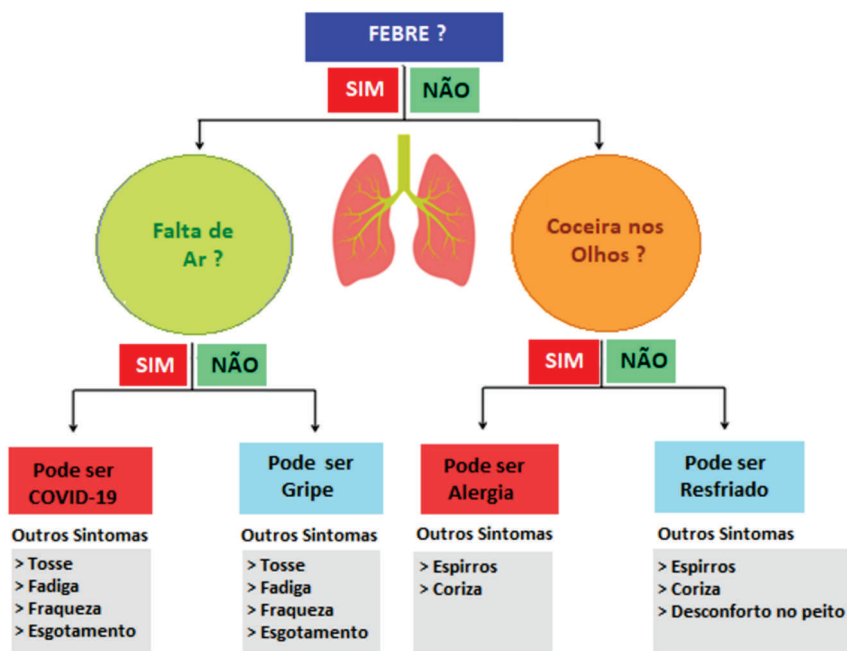 FEBRE ?
SIM NÃO
Falta de
Ar ?
Coceira nos
Olhos ?
SIM NÃO
SIM NÃO
Pode ser
COVID-19
Outros Sintomas
> Tosse
> Fadiga
> Fraqueza
> Esgotamento
Pode ser
Gripe
Outros Sintomas
> Tosse
> Fadiga
> Fraqueza
> Esgotamento
Pode ser
Alergia
Outros Sintomas
> Espirros
> Coriza
Pode ser
Resfriado
Outros Sintomas
> Espirros
> Coriza
> Desconforto no peito